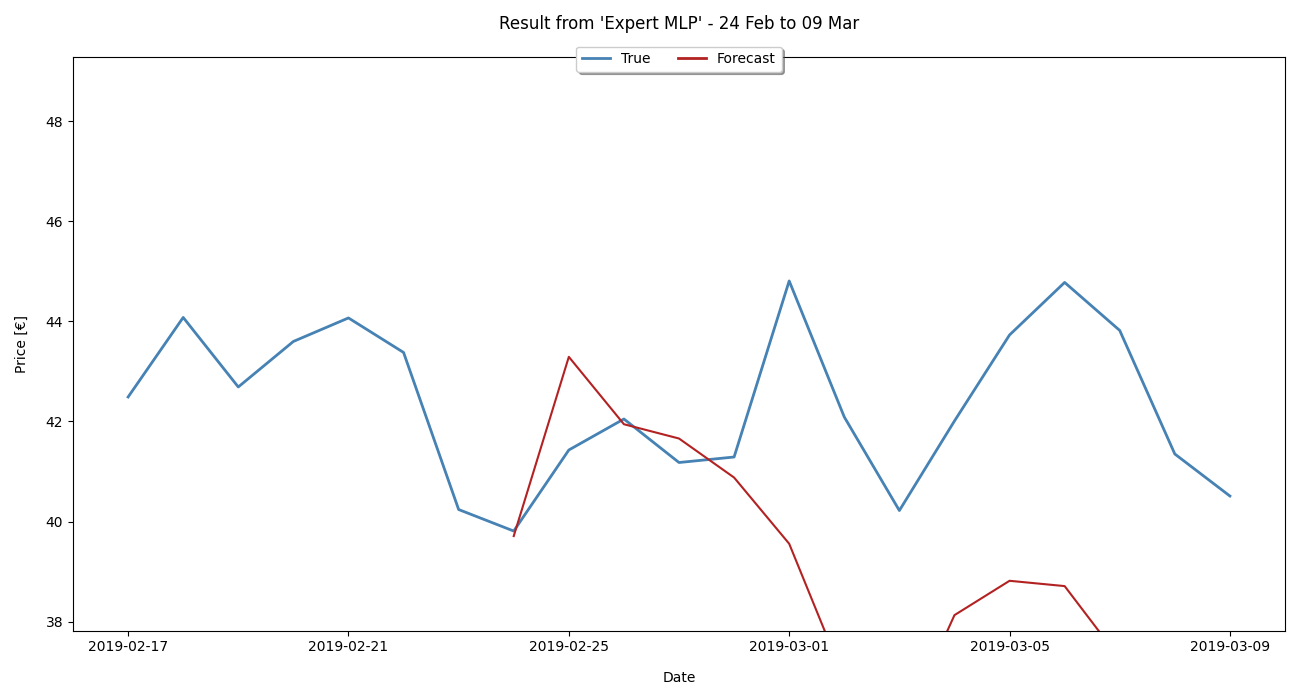 Result from 'Expert MLP' - 24 Feb to 09 Mar
True Forecast
48
46
44
42
40
38
Price [€]
2019-02-17 2019-02-21 2019-02-25 2019-03-01 2019-03-05 2019-03-09
Date